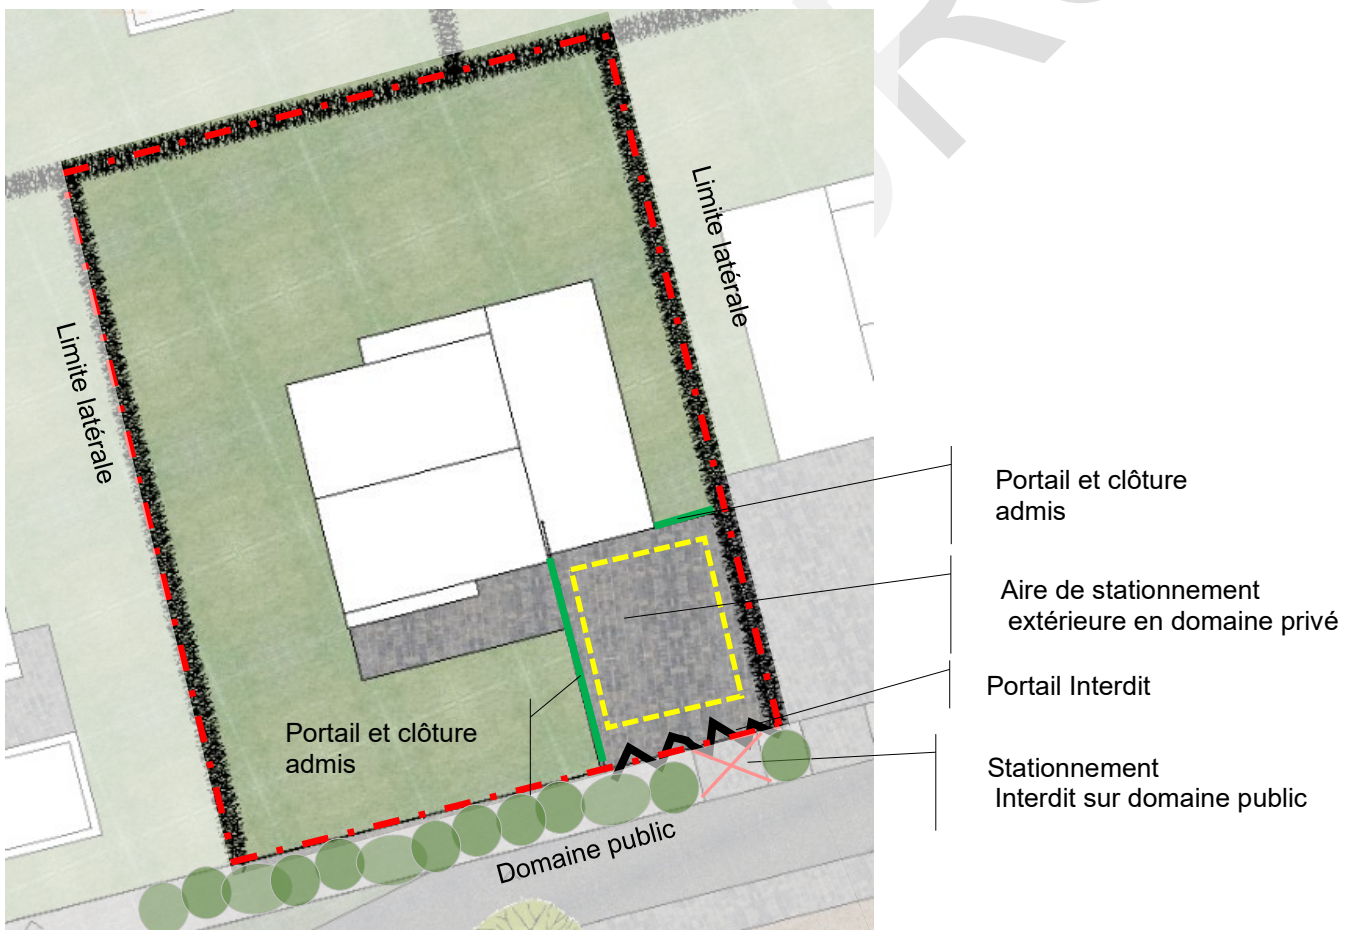 Limite latérale
Limite latérale
Portail et clôture
admis
Aire de stationnement
extérieure en domaine privé
Portail Interdit
Portail et clôture
admis
Stationnement
Interdit sur domaine public
Domaine public